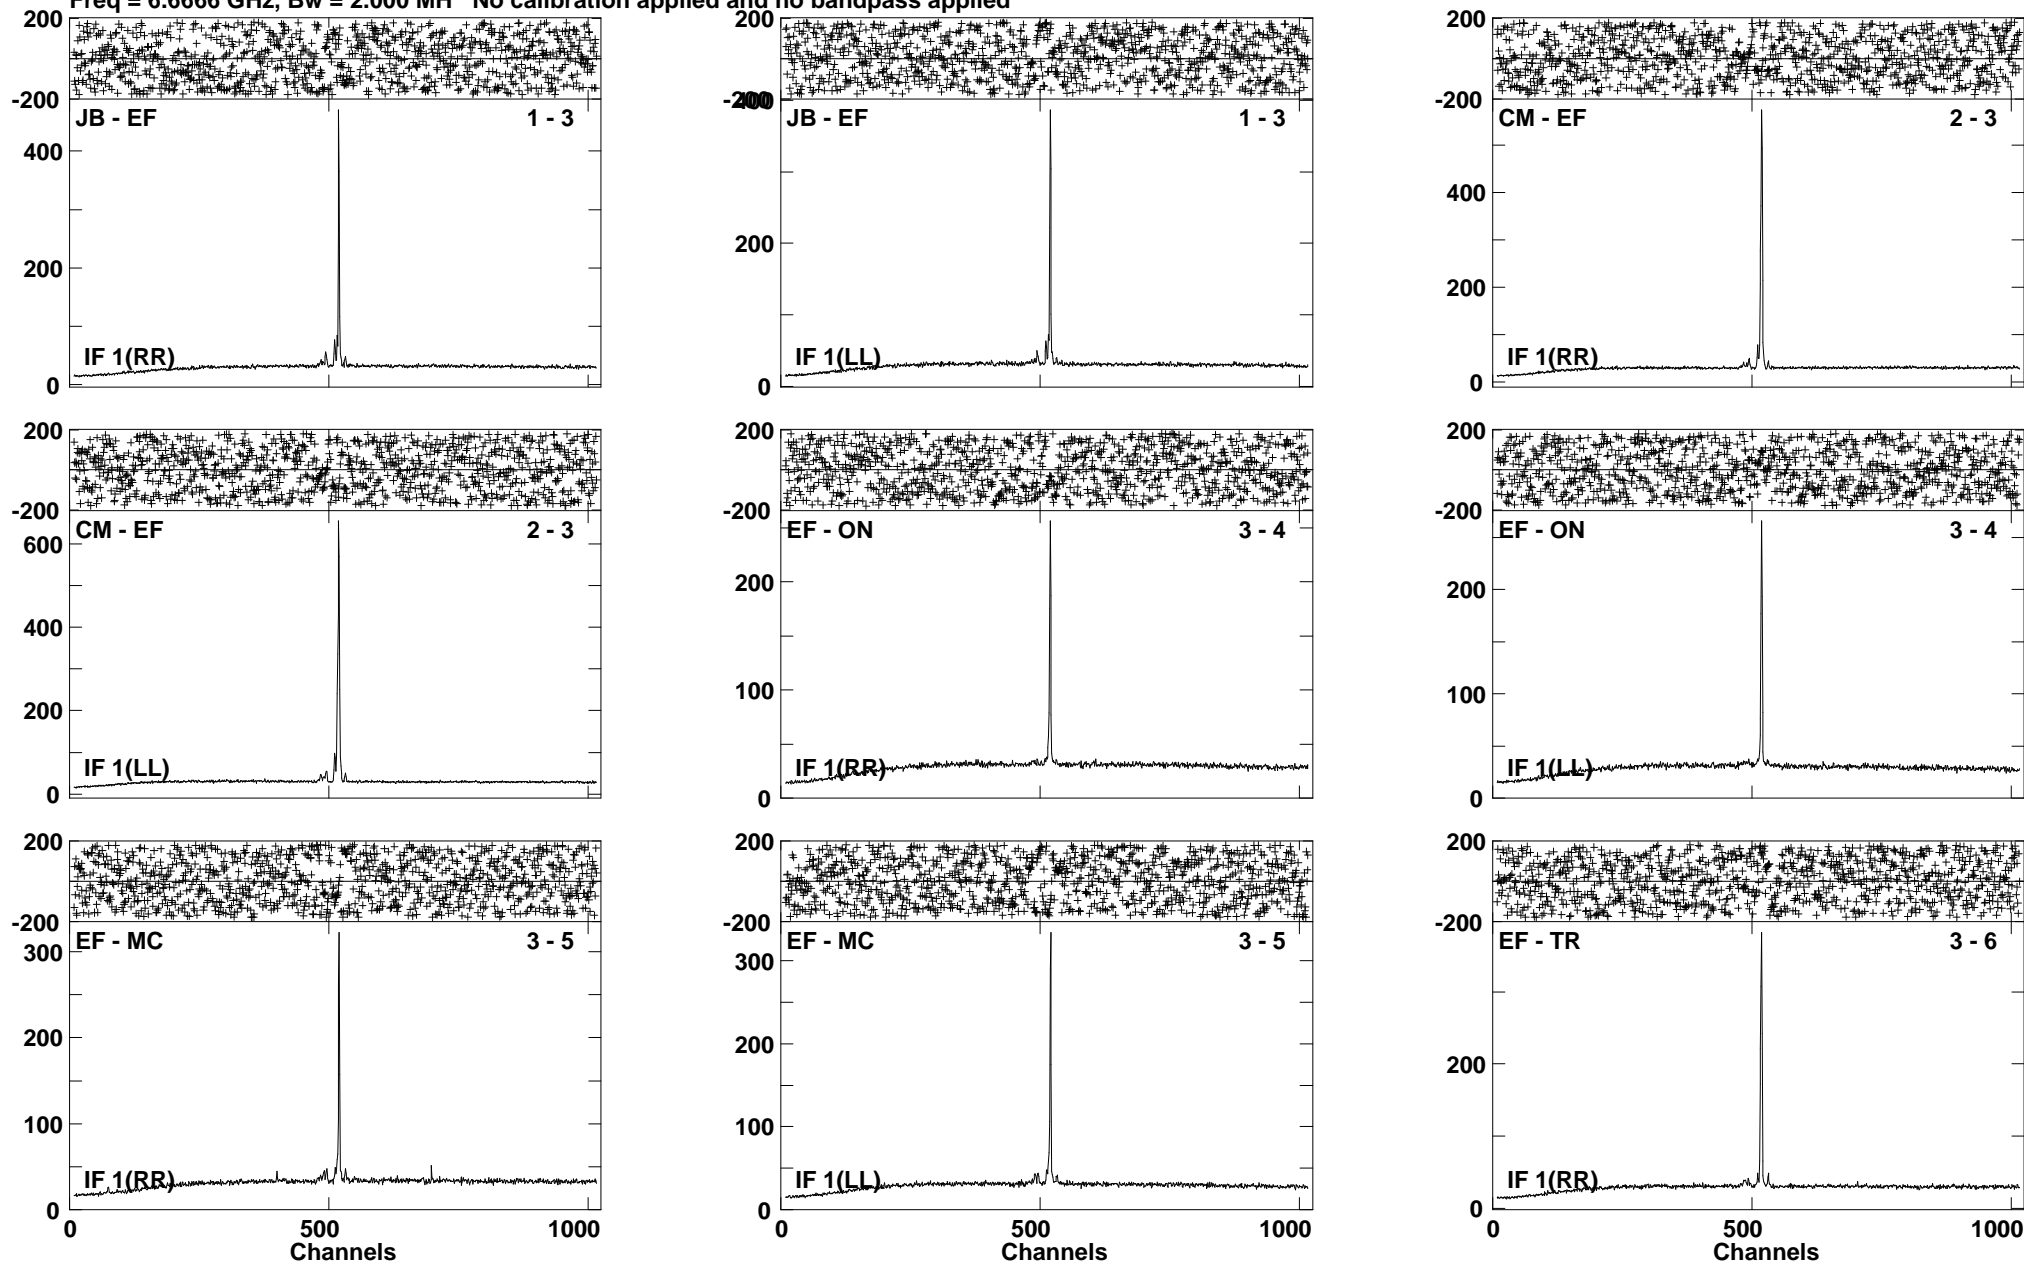 Freq = 6.6666 GHz, Bw = 2.000 MH No calibration applied and no bandpass applied
200
-200
JB - EF 1 - 3
400
200
IF 1(RR)
0
200
-200
400
JB - EF 1 - 3
200
IF 1(LL)
0
200
-200
CM - EF 2 - 3
400
200
IF 1(RR)
0
200
-200
CM - EF 2 - 3
600
400
200
IF 1(LL)
0
200
-200
EF - ON 3 - 4
200
100
IF 1(RR)
0
200
-200
EF - ON 3 - 4
200
100
IF 1(LL)
0
200
-200
EF - MC 3 - 5
300
200
100
IF 1(RR)
0
0 500 1000
Channels
200
-200
EF - MC 3 - 5
300
200
100
IF 1(LL)
0
0 500 1000
Channels
200
-200
EF - TR 3 - 6
200
IF 1(RR)
0
0 500 1000
Channels